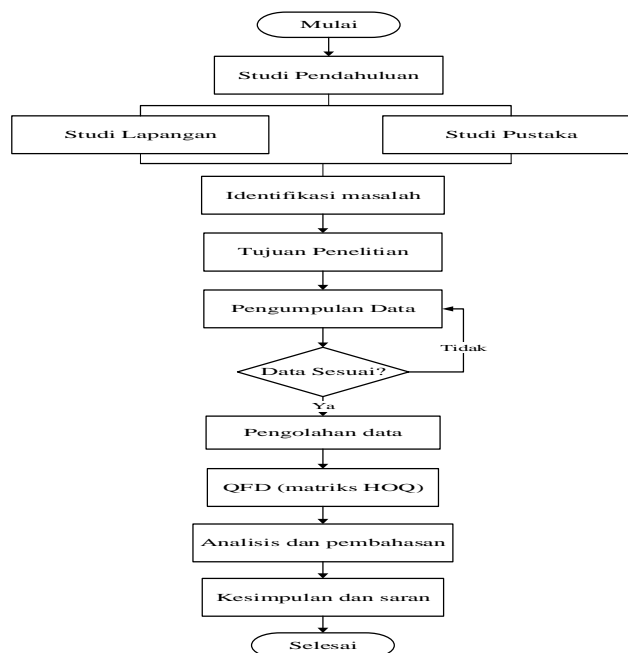 Mulai
Studi Pendahuluan
Studi Lapangan
Studi Pustaka
Identifikasi masalah
Tujuan Penelitian
Pengumpulan Data
Tidak
Data Sesuai?
Ya
Pengolahan data
QFD (matriks HOQ)
Analisis dan pembahasan
Kesimpulan dan saran
Selesai